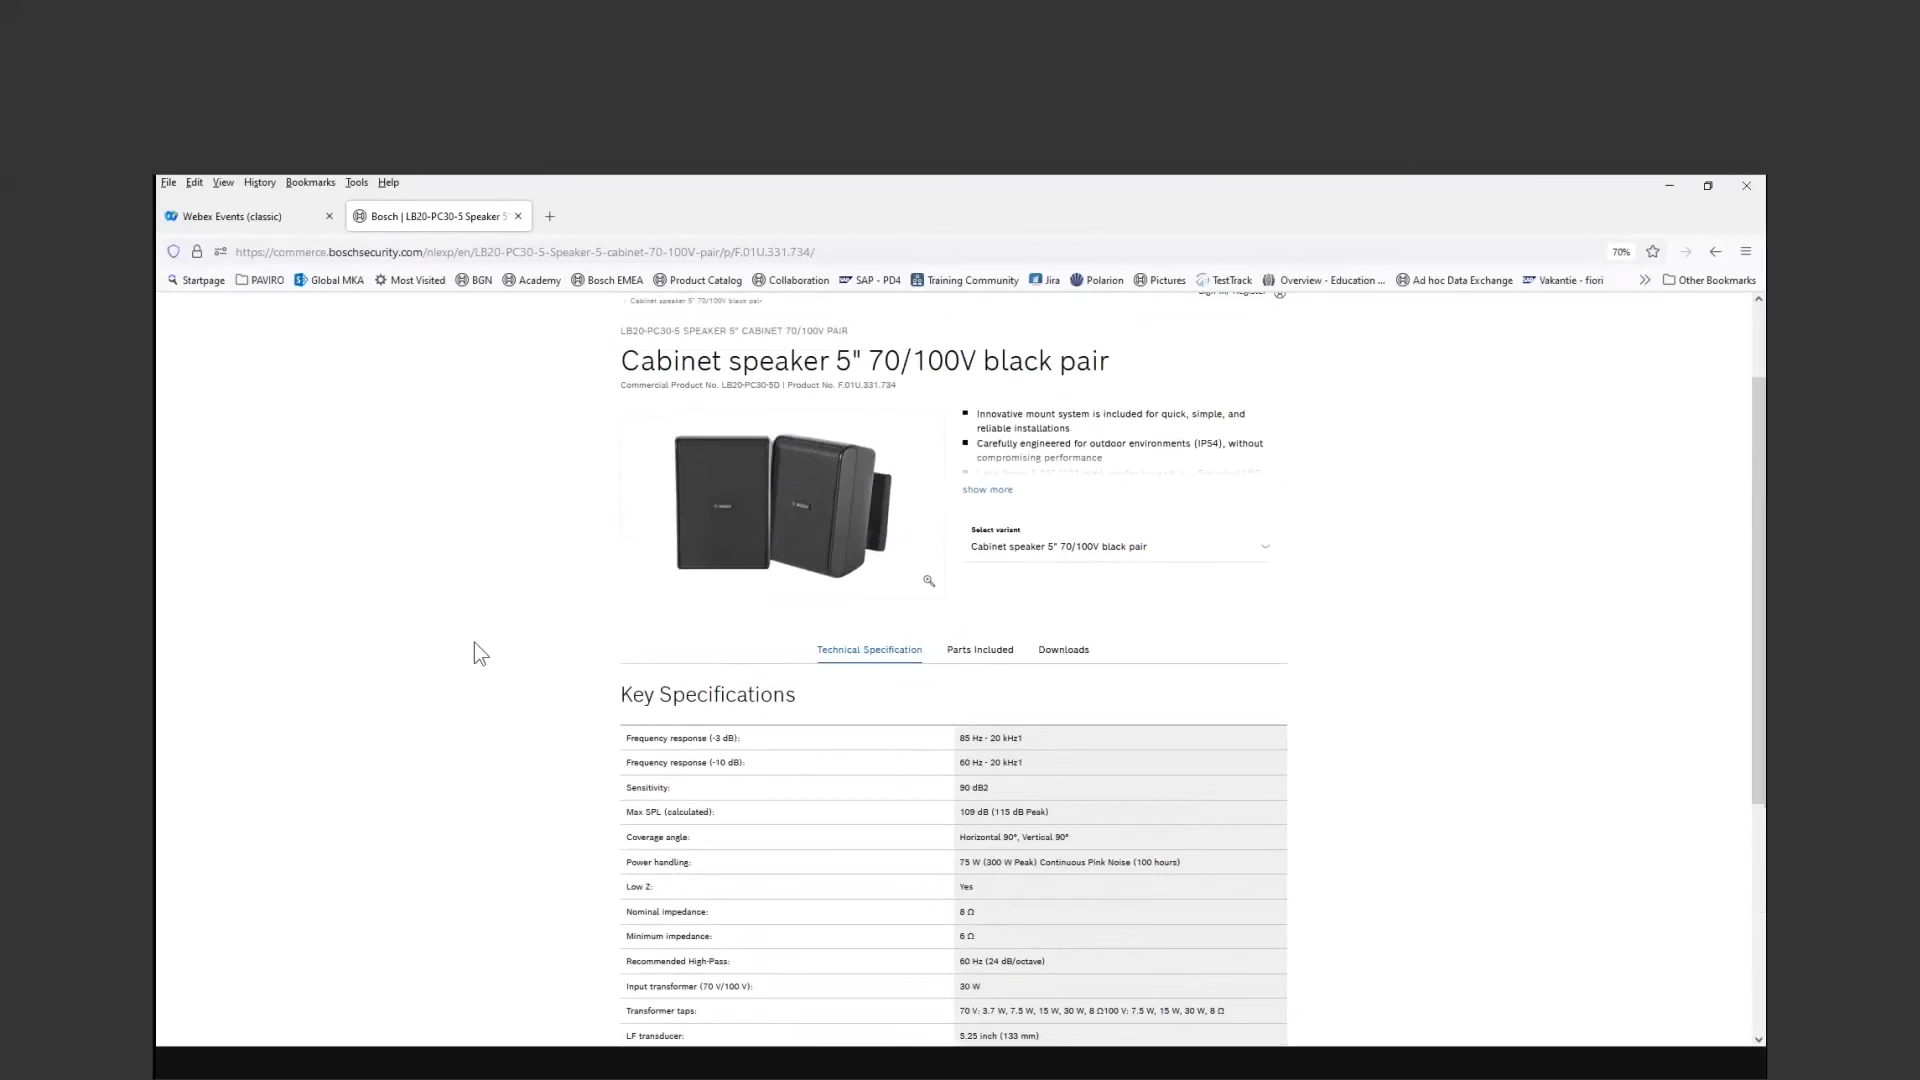 File Edit View History Bookmarks Tools Help
Webex Events (classic)
Bosch | LB20-PC30-5 Speaker 5
https://commerce.boschsecurity.com/nlexp/en/LB20-PC30-5-Speaker-5-cabinet-70-100V-pair/p/F.01U.331.734/
70%
Startpage PAVIRO Global MKA Most Visited BGN Academy Bosch EMEA Product Catalog Collaboration SAP - PD4 Training Community Jira Polarion Pictures TestTrack Overview - Education ... Ad hoc Data Exchange Vakantie - fiori Other Bookmarks
Cabinet speaker 5" 70/100V black pair
LB20-PC30-5 SPEAKER 5" CABINET 70/100V PAIR
Cabinet speaker 5" 70/100V black pair
Commercial Product No. LB20-PC30-5D | Product No. F.01U.331.734
Innovative mount system is included for quick, simple, and
reliable installations
Carefully engineered for outdoor environments (IP54), without
compromising performance
show more
BOSCH
BOSCH
Select variant
Cabinet speaker 5" 70/100V black pair
Technical Specification Parts Included Downloads
Key Specifications
Frequency response (-3 dB): 85 Hz - 20 kHz1
Frequency response (-10 dB): 60 Hz - 20 kHz1
Sensitivity: 90 dB2
Max SPL (calculated): 109 dB (115 dB Peak)
Coverage angle: Horizontal 90°, Vertical 90°
Power handling: 75 W (300 W Peak) Continuous Pink Noise (100 hours)
Low Z: Yes
Nominal impedance: 8 Ω
Minimum impedance: 6 Ω
Recommended High-Pass: 60 Hz (24 dB/octave)
Input transformer (70 V/100 V): 30 W
Transformer taps: 70 V: 3.7 W, 7.5 W, 15 W, 30 W, 8 Ω100 V: 7.5 W, 15 W, 30 W, 8 Ω
LF transducer: 5.25 inch (133 mm)